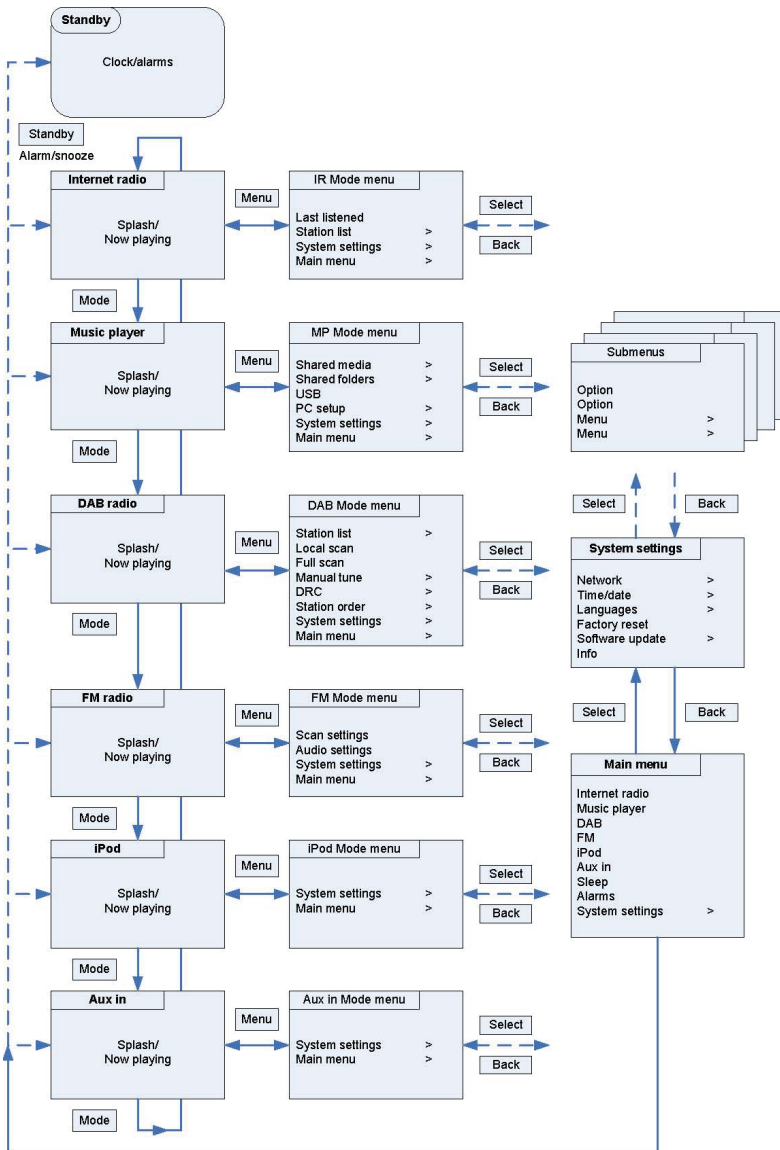 Standby
Clock/alarms
Standby
Alarm/snooze
Internet radio
Splash/
Now playing
Menu
IR Mode menu
Last listened
Station list >
System settings >
Main menu >
Select
Back
Mode
Music player
Splash/
Now playing
Menu
MP Mode menu
Shared media >
Shared folders >
USB
PC setup >
System settings >
Main menu >
Select
Back
Submenus
Option
Option
Menu >
Menu >
Mode
DAB radio
Splash/
Now playing
Menu
DAB Mode menu
Station list >
Local scan
Full scan
Manual tune >
DRC >
Station order >
System settings >
Main menu >
Select
Back
Select
Back
System settings
Network >
Time/date >
Languages >
Factory reset
Software update >
Info
Mode
FM radio
Splash/
Now playing
Menu
FM Mode menu
Scan settings
Audio settings
System settings >
Main menu >
Select
Back
Select
Back
Main menu
Internet radio
Music player
DAB
FM
iPod
Aux in
Sleep
Alarms
System settings >
Mode
iPod
Splash/
Now playing
Menu
iPod Mode menu
System settings >
Main menu >
Select
Back
Mode
Aux in
Splash/
Now playing
Menu
Aux in Mode menu
System settings >
Main menu >
Select
Back
Mode